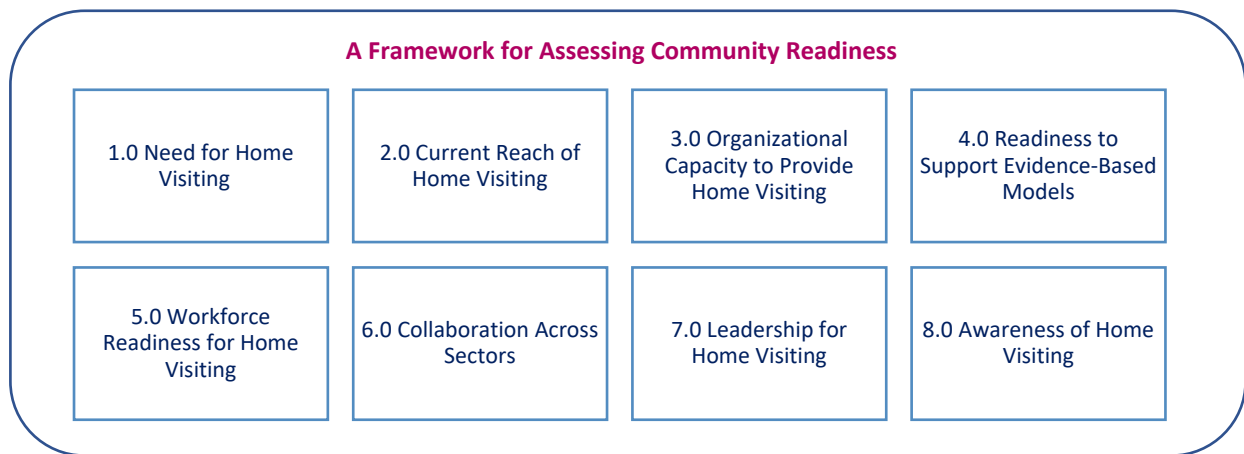 A Framework for Assessing Community Readiness
1.0 Need for Home
Visiting
2.0 Current Reach of
Home Visiting
3.0 Organizational
Capacity to Provide
Home Visiting
4.0 Readiness to
Support Evidence-Based
Models
5.0 Workforce
Readiness for Home
Visiting
6.0 Collaboration Across
Sectors
7.0 Leadership for
Home Visiting
8.0 Awareness of Home
Visiting